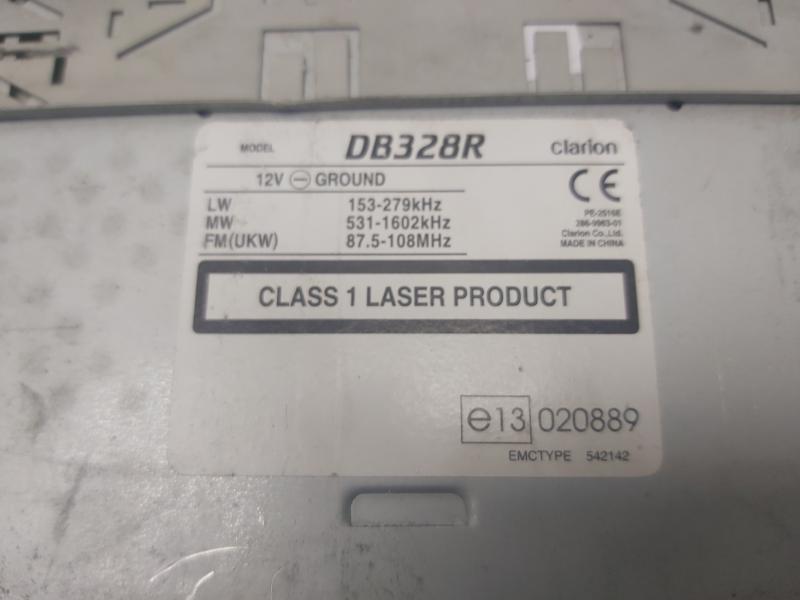 MODEL DB328R clarion
12V ⊖ GROUND
LW 153-279kHz
MW 531-1602kHz
FM(UKW) 87.5-108MHz
CE
PE-2516E
286-9963-01
Clarion Co.,Ltd.
MADE IN CHINA
CLASS 1 LASER PRODUCT
e13 020889
EMCTYPE 542142